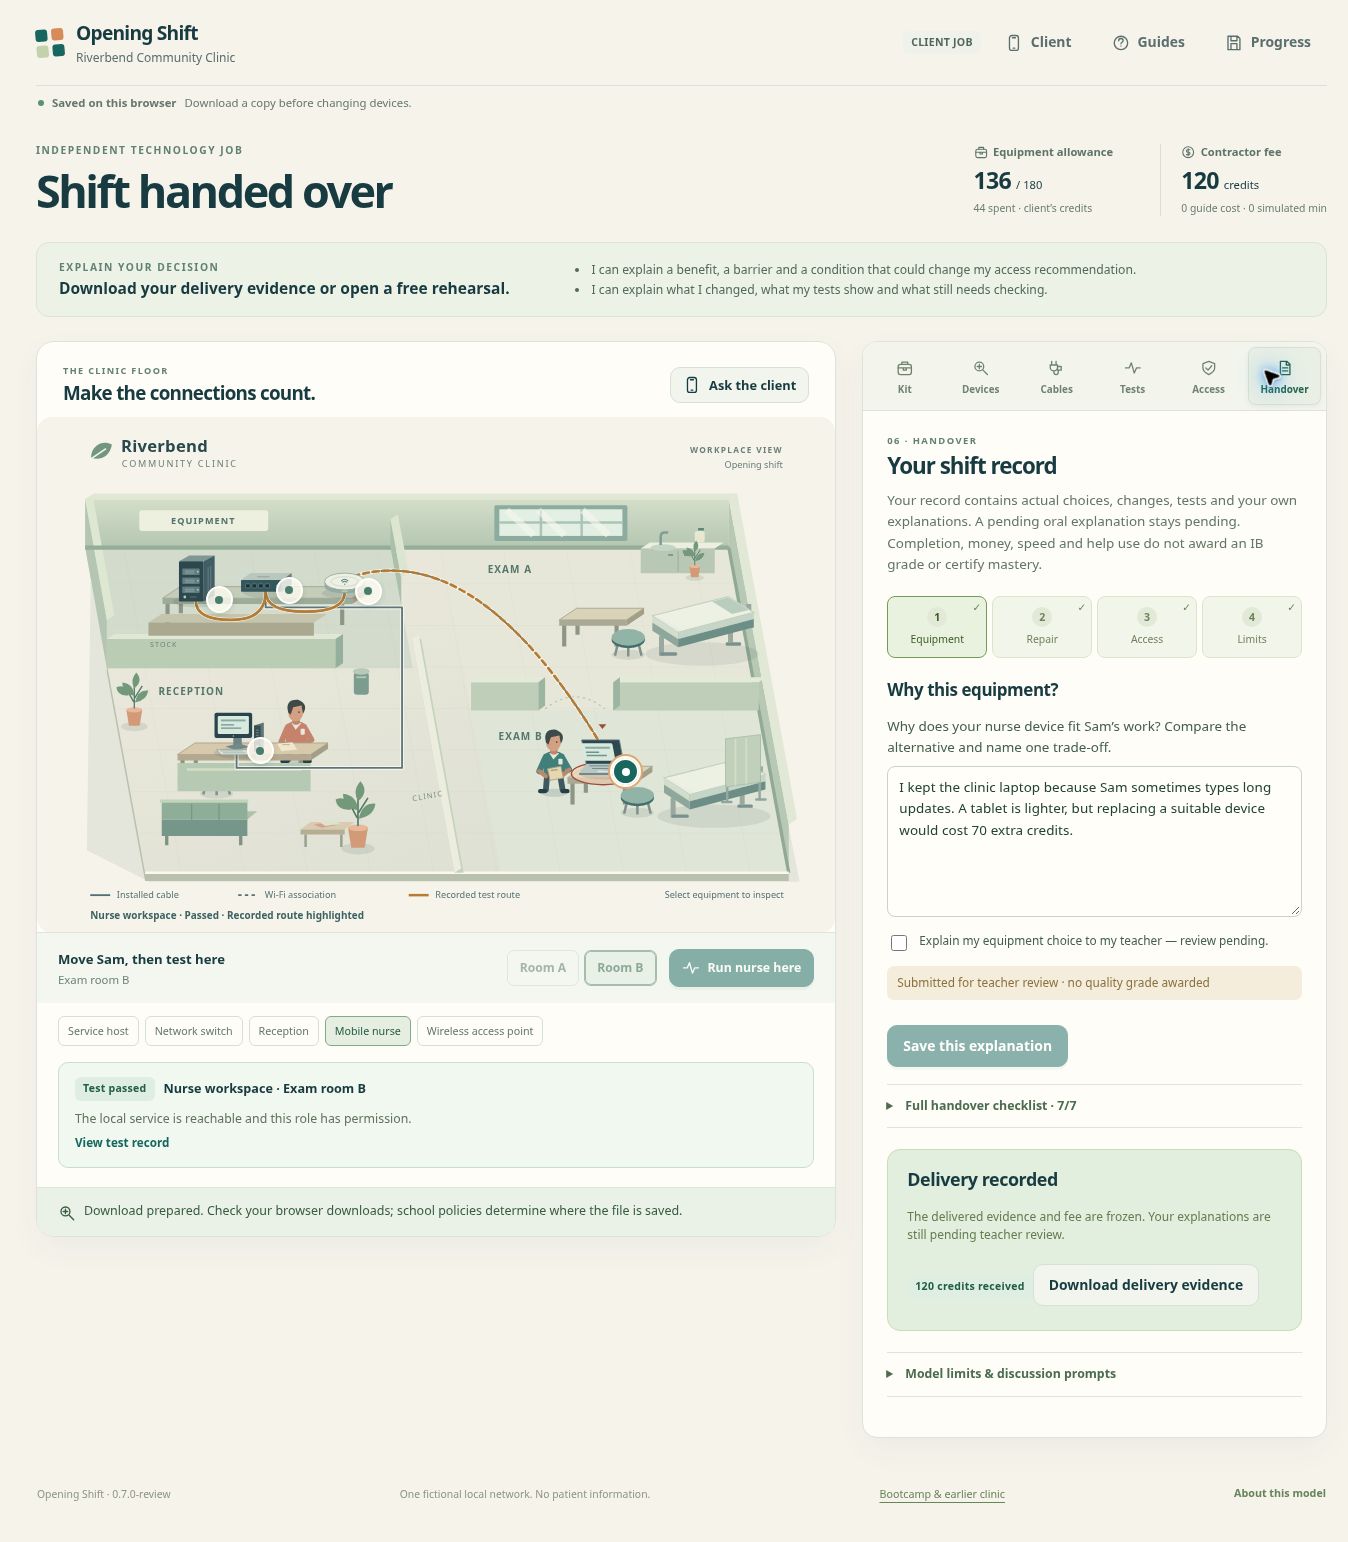 Opening Shift
Riverbend Community Clinic
CLIENT JOB
Client
Guides
Progress
Saved on this browser Download a copy before changing devices.
INDEPENDENT TECHNOLOGY JOB
Shift handed over
Equipment allowance
136 / 180
44 spent · client's credits
Contractor fee
120 credits
0 guide cost · 0 simulated min
EXPLAIN YOUR DECISION
Download your delivery evidence or open a free rehearsal.
• I can explain a benefit, a barrier and a condition that could change my access recommendation.
• I can explain what I changed, what my tests show and what still needs checking.
THE CLINIC FLOOR
Make the connections count.
Ask the client
Riverbend
COMMUNITY CLINIC
WORKPLACE VIEW
Opening shift
EQUIPMENT
EXAM A
STOCK
RECEPTION
EXAM B
CLINIC
Installed cable
Wi-Fi association
Recorded test route
Select equipment to inspect
Nurse workspace · Passed · Recorded route highlighted
Move Sam, then test here
Exam room B
Room A
Room B
Run nurse here
Service host
Network switch
Reception
Mobile nurse
Wireless access point
Test passed
Nurse workspace · Exam room B
The local service is reachable and this role has permission.
View test record
Download prepared. Check your browser downloads; school policies determine where the file is saved.
Kit
Devices
Cables
Tests
Access
Handover
06 · HANDOVER
Your shift record
Your record contains actual choices, changes, tests and your own
explanations. A pending oral explanation stays pending.
Completion, money, speed and help use do not award an IB
grade or certify mastery.
1 ✓
Equipment
2 ✓
Repair
3 ✓
Access
4 ✓
Limits
Why this equipment?
Why does your nurse device fit Sam's work? Compare the
alternative and name one trade-off.
I kept the clinic laptop because Sam sometimes types long
updates. A tablet is lighter, but replacing a suitable device
would cost 70 extra credits.
Explain my equipment choice to my teacher — review pending.
Submitted for teacher review · no quality grade awarded
Save this explanation
Full handover checklist · 7/7
Delivery recorded
The delivered evidence and fee are frozen. Your explanations are
still pending teacher review.
120 credits received
Download delivery evidence
Model limits & discussion prompts
Opening Shift · 0.7.0-review
One fictional local network. No patient information.
Bootcamp & earlier clinic
About this model